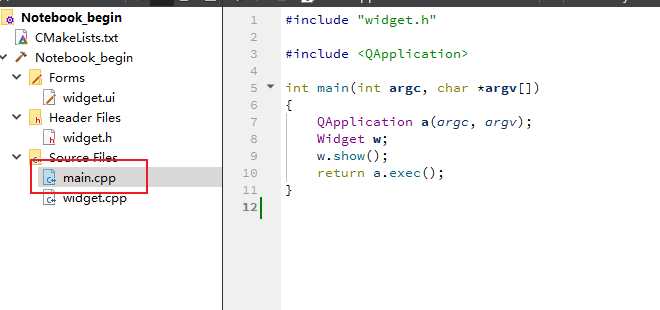 Notebook_begin
CMakeLists.txt
Notebook_begin
Forms
widget.ui
Header Files
widget.h
Source Files
main.cpp
widget.cpp
1 #include "widget.h"
2
3 #include <QApplication>
4
5 int main(int argc, char *argv[])
6 {
7 QApplication a(argc, argv);
8 Widget w;
9 w.show();
10 return a.exec();
11 }
12